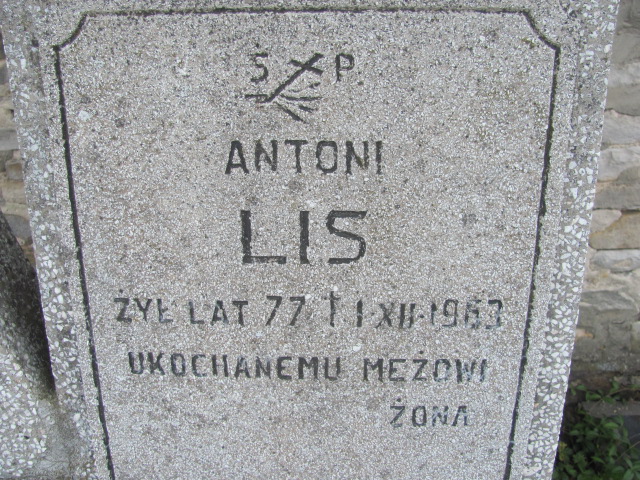 Ś P
ANTONI
LIS
ŻYŁ LAT 77 † 1·XII·1963
UKOCHANEMU MĘŻOWI
ŻONA